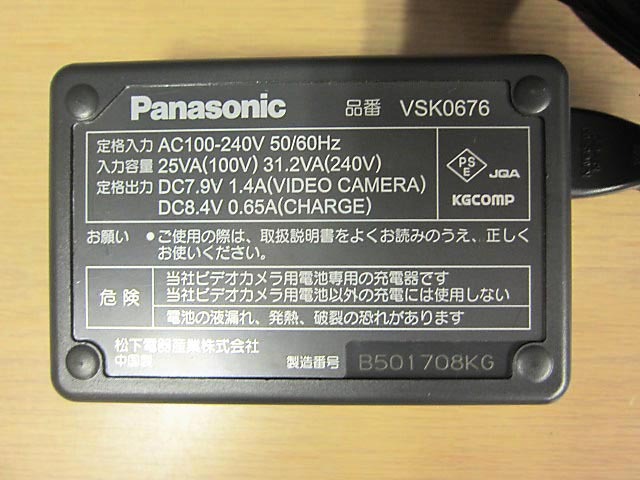 Panasonic 品番 VSK0676
定格入力 AC100-240V 50/60Hz
入力容量 25VA(100V) 31.2VA(240V)
定格出力 DC7.9V 1.4A(VIDEO CAMERA)
DC8.4V 0.65A(CHARGE)
PS
E
JQA
KGCOMP
お願い ●ご使用の際は、取扱説明書をよくお読みのうえ、正しく
お使いください。
危険
当社ビデオカメラ用電池専用の充電器です
当社ビデオカメラ用電池以外の充電には使用しない
電池の液漏れ、発熱、破裂の恐れがあります
松下電器産業株式会社
中国製
製造番号 B501708KG